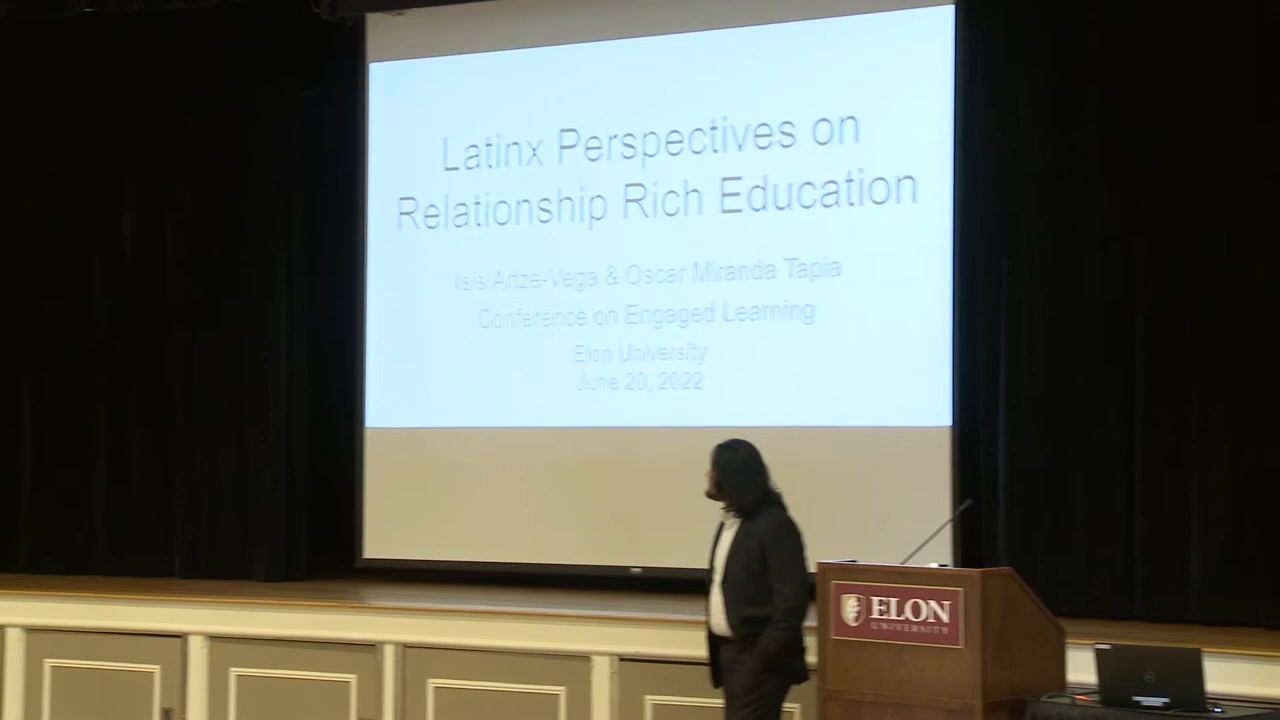 Latinx Perspectives on
Relationship Rich Education
Isis Artze-Vega & Oscar Miranda Tapia
Conference on Engaged Learning
Elon University
June 20, 2022
ELON
UNIVERSITY